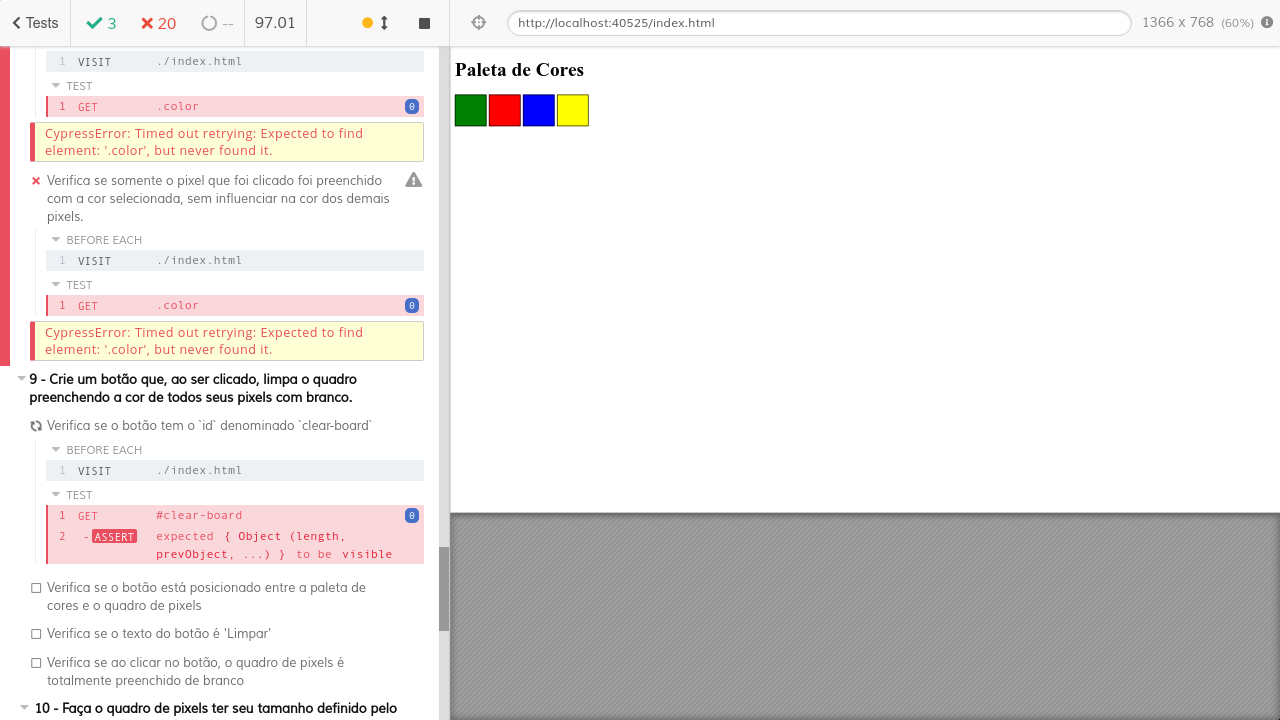 Tests 3 20 -- 97.01
http://localhost:40525/index.html 1366 x 768 (60%)
1 VISIT ./index.html
TEST
1 GET .color 0
CypressError: Timed out retrying: Expected to find
element: '.color', but never found it.
Verifica se somente o pixel que foi clicado foi preenchido
com a cor selecionada, sem influenciar na cor dos demais
pixels.
BEFORE EACH
1 VISIT ./index.html
TEST
1 GET .color 0
CypressError: Timed out retrying: Expected to find
element: '.color', but never found it.
9 - Crie um botão que, ao ser clicado, limpa o quadro
preenchendo a cor de todos seus pixels com branco.
Verifica se o botão tem o `id` denominado `clear-board`
BEFORE EACH
1 VISIT ./index.html
TEST
1 GET #clear-board 0
2 - ASSERT expected { Object (length,
prevObject, ...) } to be visible
Verifica se o botão está posicionado entre a paleta de
cores e o quadro de pixels
Verifica se o texto do botão é 'Limpar'
Verifica se ao clicar no botão, o quadro de pixels é
totalmente preenchido de branco
10 - Faça o quadro de pixels ter seu tamanho definido pelo
Paleta de Cores